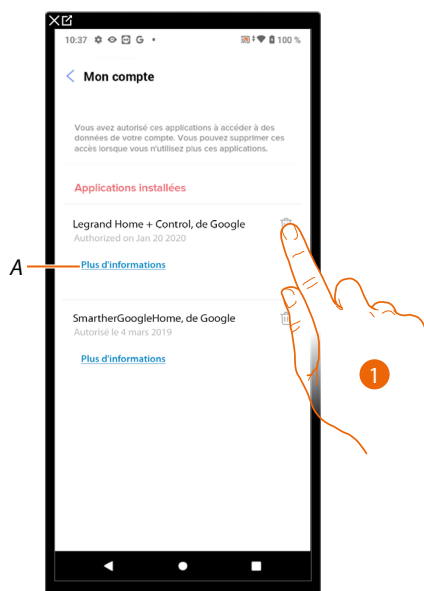 10:37 G • 100 %
Mon compte
Vous avez autorisé ces applications à accéder à des
données de votre compte. Vous pouvez supprimer ces
accès lorsque vous n'utilisez plus ces applications.
Applications installées
Legrand Home + Control, de Google
Authorized on Jan 20 2020
A
Plus d'informations
SmartherGoogleHome, de Google
Autorisé le 4 mars 2019
Plus d'informations
1